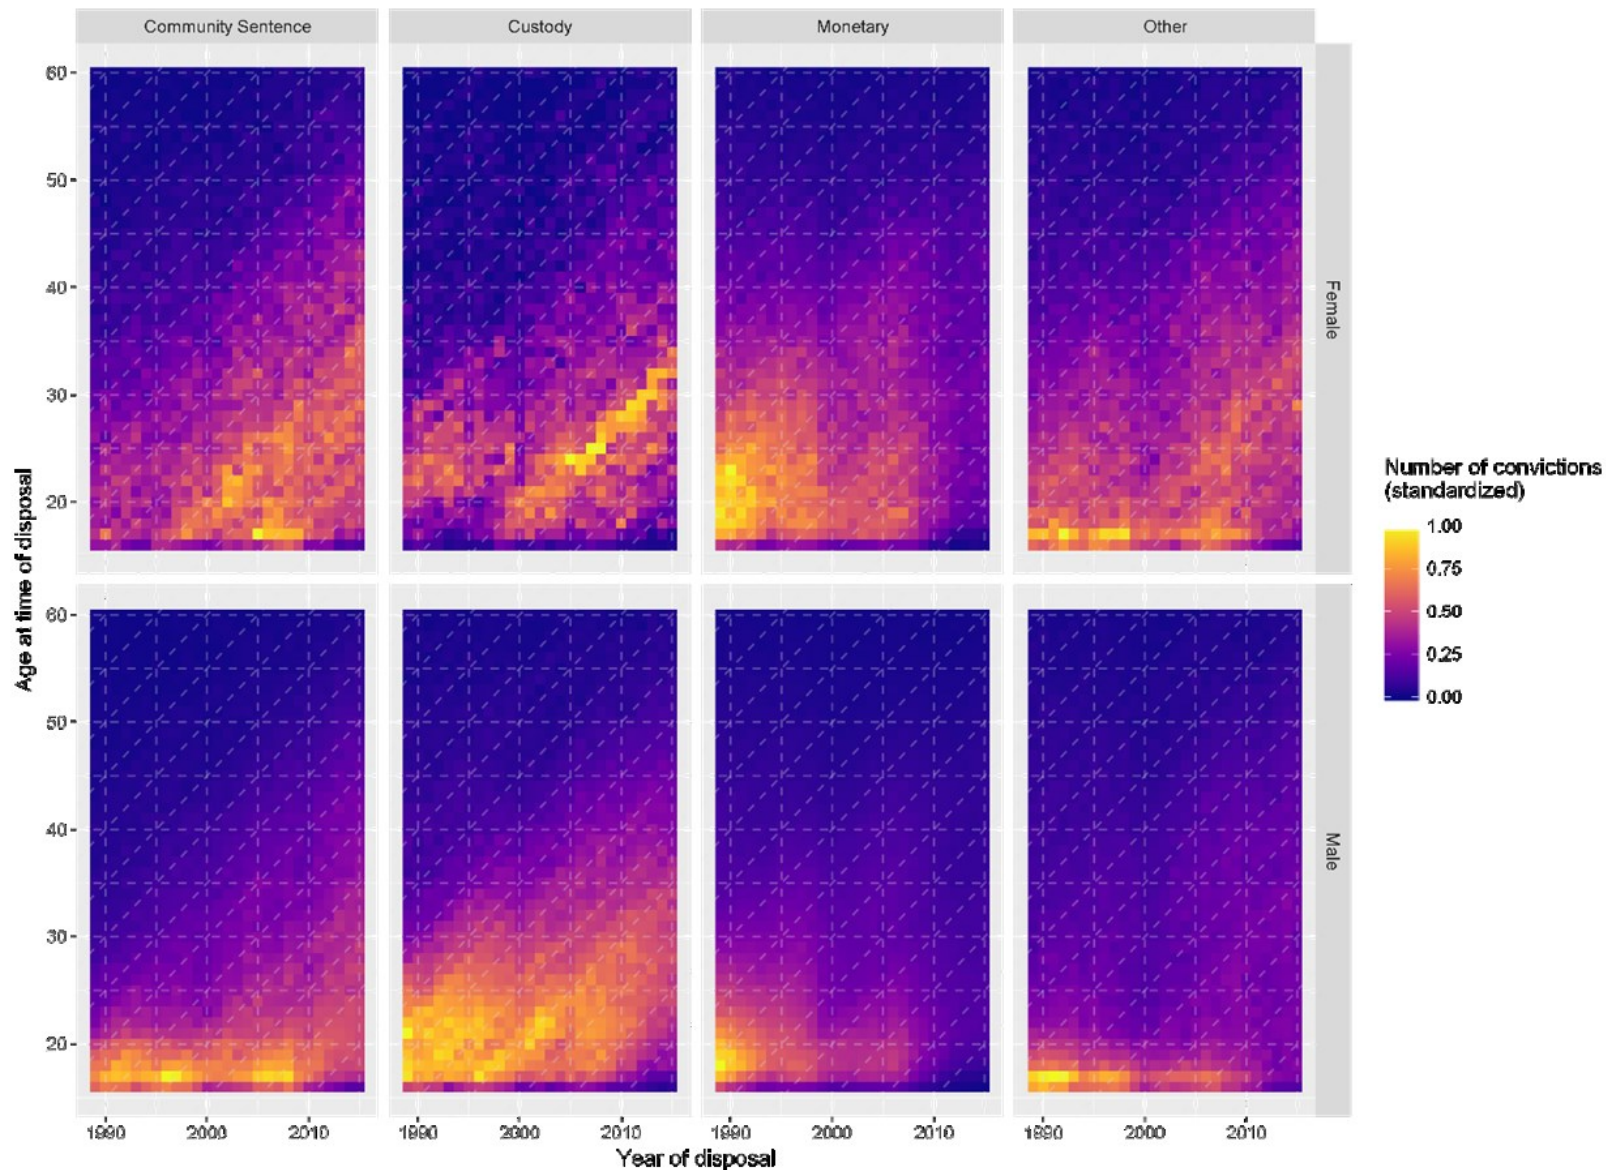 Community Sentence
Custody
Monetary
Other
60
50
40
30
20
Female
60
50
40
30
20
Male
Age at time of disposal
1990
2000
2010
1990
2000
2010
1990
2000
2010
1990
2000
2010
Year of disposal
Number of convictions
(standardized)
1.00
0.75
0.50
0.25
0.00